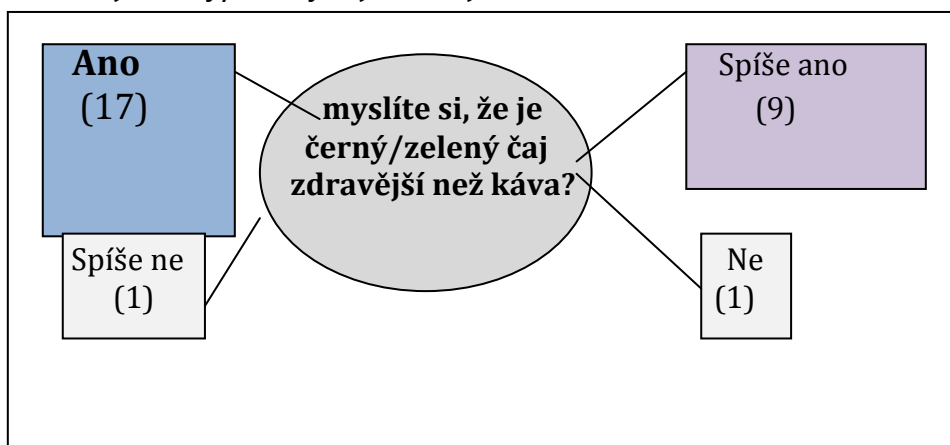 Ano
(17)
myslíte si, že je
černý/zelený čaj
zdravější než káva?
Spíše ano
(9)
Spíše ne
(1)
Ne
(1)